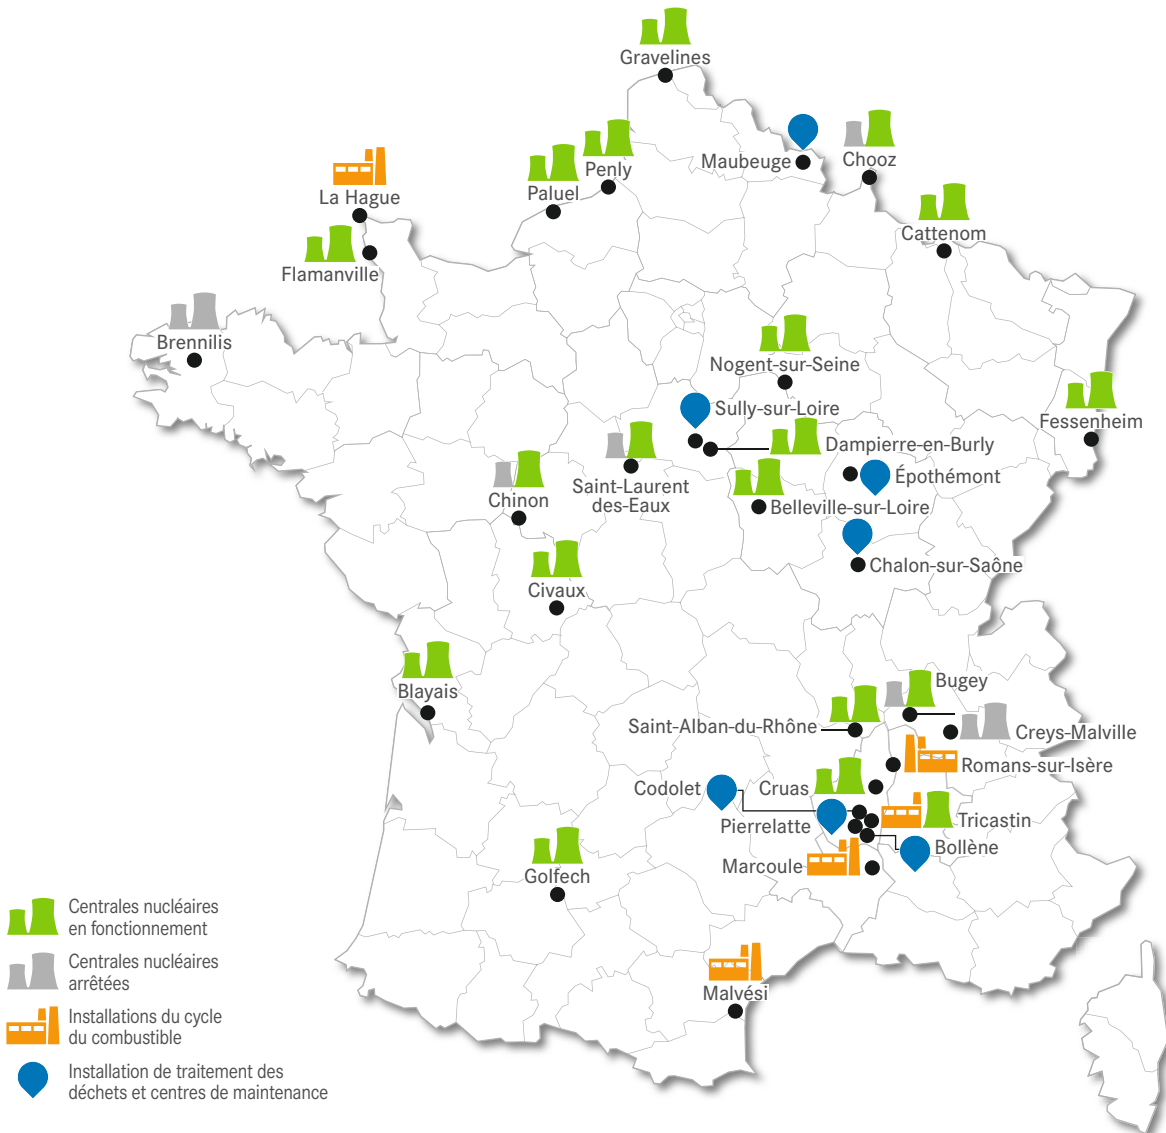 Gravelines
Maubeuge
Chooz
Penly
Paluel
La Hague
Cattenom
Flamanville
Brennilis
Nogent-sur-Seine
Sully-sur-Loire
Fessenheim
Dampierre-en-Burly
Épothémont
Saint-Laurent
des-Eaux
Chinon
Belleville-sur-Loire
Chalon-sur-Saône
Civaux
Bugey
Blayais
Saint-Alban-du-Rhône
Creys-Malville
Romans-sur-Isère
Codolet
Cruas
Pierrelatte
Tricastin
Bollène
Marcoule
Golfech
Malvési
Centrales nucléaires
en fonctionnement
Centrales nucléaires
arrêtées
Installations du cycle
du combustible
Installation de traitement des
déchets et centres de maintenance